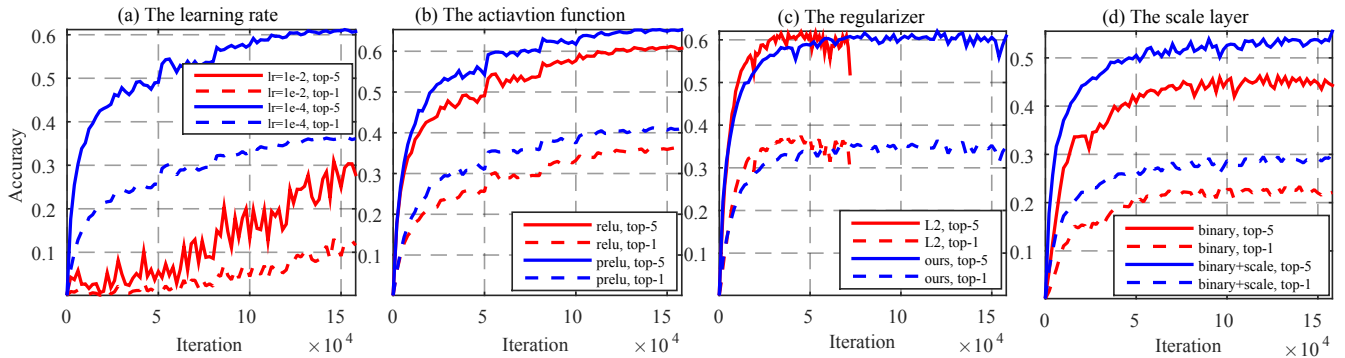 (a) The learning rate
Accuracy
0.6
0.5
0.4
0.3
0.2
0.1
lr=1e-2, top-5
lr=1e-2, top-1
lr=1e-4, top-5
lr=1e-4, top-1
0 5 10 15
Iteration
×10^4
(b) The actiavtion function
0.6
0.5
0.4
0.3
0.2
0.1
relu, top-5
relu, top-1
prelu, top-5
prelu, top-1
0 5 10 15
Iteration
×10^4
(c) The regularizer
0.6
0.5
0.4
0.3
0.2
0.1
L2, top-5
L2, top-1
ours, top-5
ours, top-1
0 5 10 15
Iteration
×10^4
(d) The scale layer
0.5
0.4
0.3
0.2
0.1
binary, top-5
binary, top-1
binary+scale, top-5
binary+scale, top-1
0 5 10 15
Iteration
×10^4